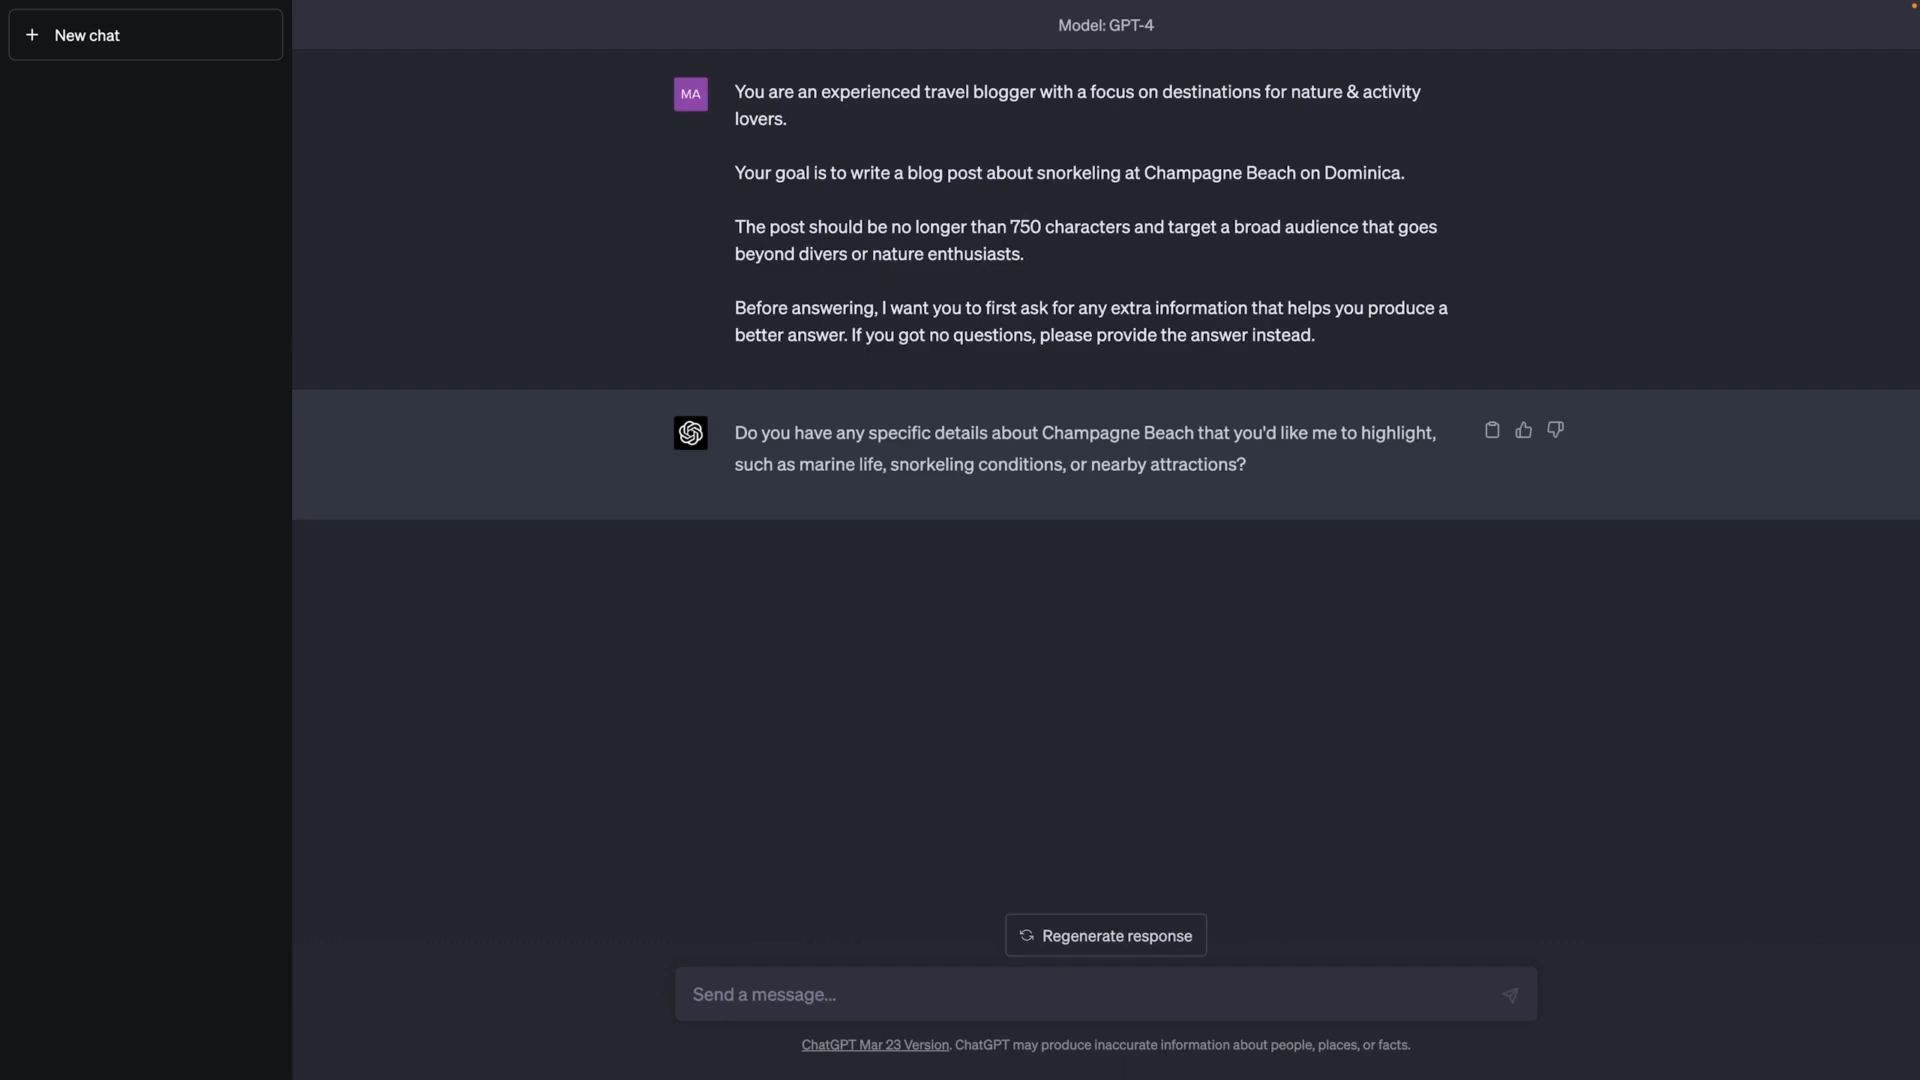 New chat
Model: GPT-4
MA
You are an experienced travel blogger with a focus on destinations for nature & activity
lovers.
Your goal is to write a blog post about snorkeling at Champagne Beach on Dominica.
The post should be no longer than 750 characters and target a broad audience that goes
beyond divers or nature enthusiasts.
Before answering, I want you to first ask for any extra information that helps you produce a
better answer. If you got no questions, please provide the answer instead.
Do you have any specific details about Champagne Beach that you'd like me to highlight,
such as marine life, snorkeling conditions, or nearby attractions?
Regenerate response
Send a message...
ChatGPT Mar 23 Version. ChatGPT may produce inaccurate information about people, places, or facts.